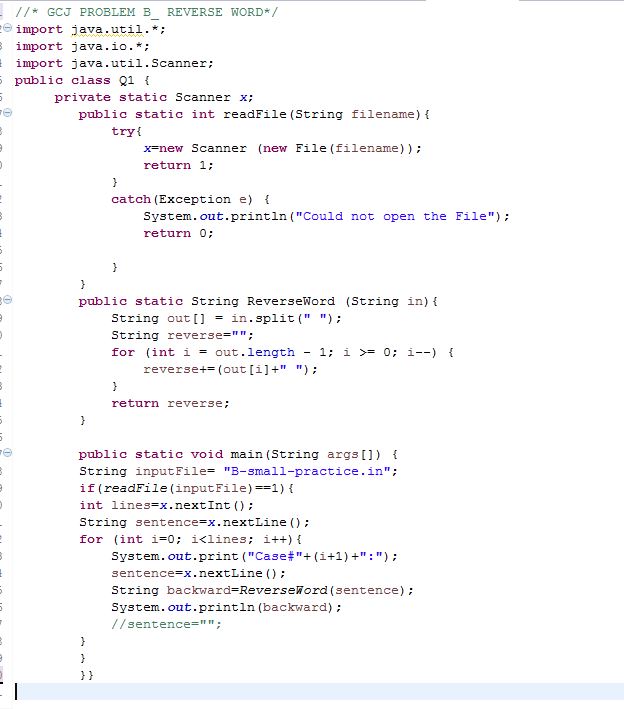 //* GCJ PROBLEM B_ REVERSE WORD*/
import java.util.*;
import java.io.*;
import java.util.Scanner;
public class Q1 {
private static Scanner x;
public static int readFile(String filename){
try{
x=new Scanner (new File(filename));
return 1;
}
catch(Exception e) {
System.out.println("Could not open the File");
return 0;
}
}
public static String ReverseWord (String in){
String out[] = in.split(" ");
String reverse="";
for (int i = out.length - 1; i >= 0; i--) {
reverse+=(out[i]+" ");
}
return reverse;
}
public static void main(String args[]) {
String inputFile= "B-small-practice.in";
if(readFile(inputFile)==1){
int lines=x.nextInt();
String sentence=x.nextLine();
for (int i=0; i<lines; i++){
System.out.print("Case#"+(i+1)+":");
sentence=x.nextLine();
String backward=ReverseWord(sentence);
System.out.println(backward);
//sentence="";
}
}
}}